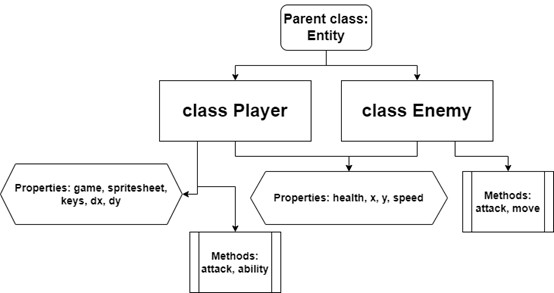 Parent class:
Entity
class Player
class Enemy
Properties: game, spritesheet,
keys, dx, dy
Properties: health, x, y, speed
Methods:
attack, move
Methods:
attack, ability